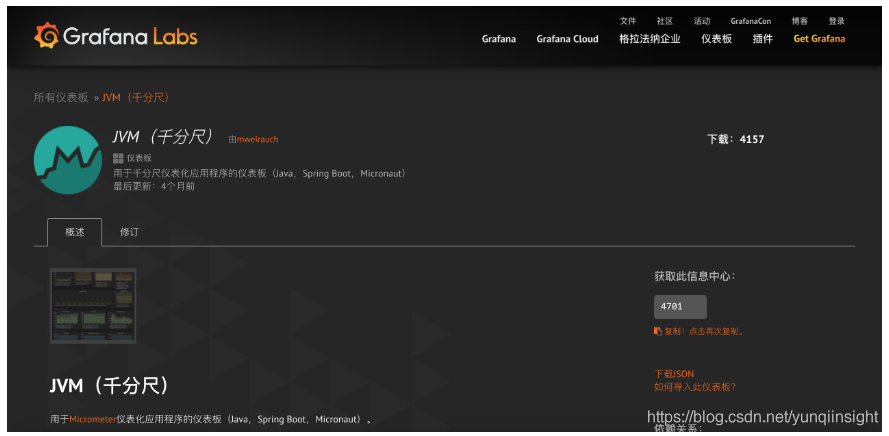 文件 社区 活动 GrafanaCon 博客 登录
Grafana Labs
Grafana Grafana Cloud 格拉法纳企业 仪表板 插件 Get Grafana
所有仪表板 » JVM（千分尺）
JVM（千分尺） 由mweirauch
下载：4157
仪表板
用于千分尺仪表化应用程序的仪表板（Java，Spring Boot，Micronaut）
最后更新：4个月前
概述 修订
获取此信息中心：
4701
复制！点击再次复制。
下载JSON
如何导入此仪表板？
JVM（千分尺）
用于Micrometer仪表化应用程序的仪表板（Java，Spring Boot，Micronaut）。
依赖关系：
https://blog.csdn.net/yunqiinsight